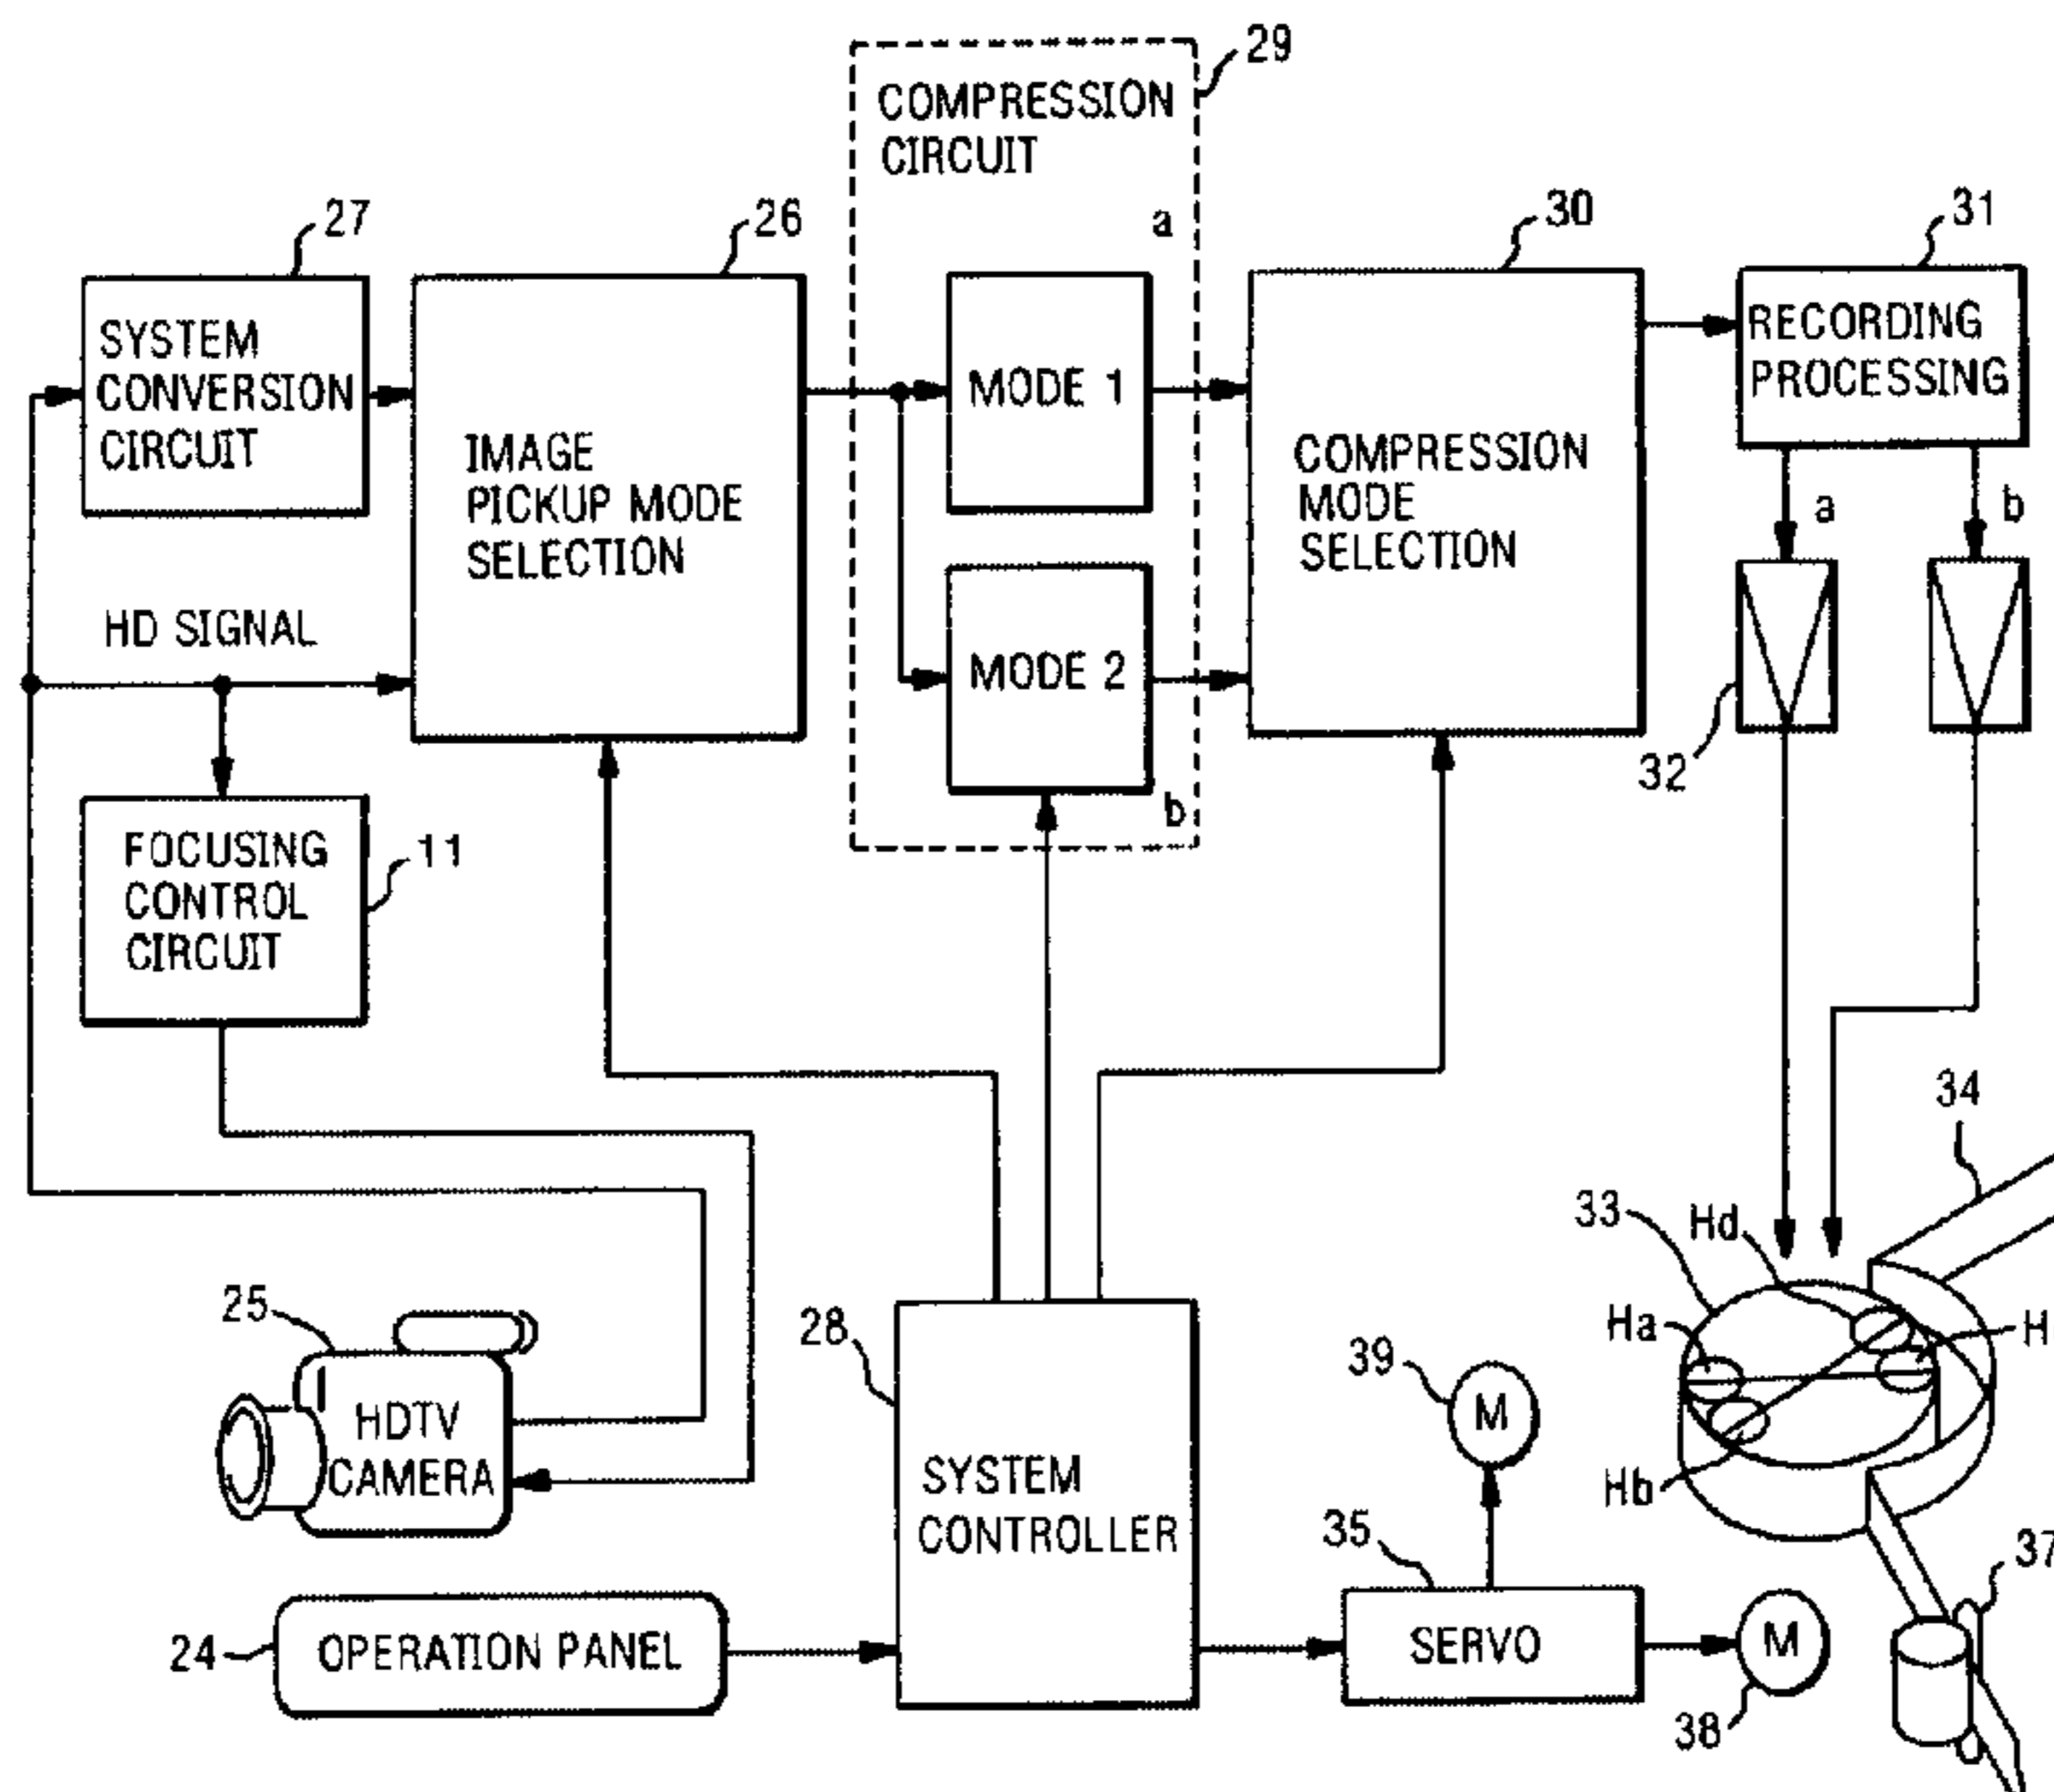 29
COMPRESSION
CIRCUIT
a
27
26
30
31
SYSTEM
CONVERSION
CIRCUIT
IMAGE
PICKUP MODE
SELECTION
MODE 1
COMPRESSION
MODE
SELECTION
RECORDING
PROCESSING
a
b
HD SIGNAL
MODE 2
32
b
FOCUSING
CONTROL
CIRCUIT
11
34
33
Hd
25
28
Ha
H
39
M
HDTV
CAMERA
SYSTEM
CONTROLLER
Hb
35
37
24
OPERATION PANEL
SERVO
M
38